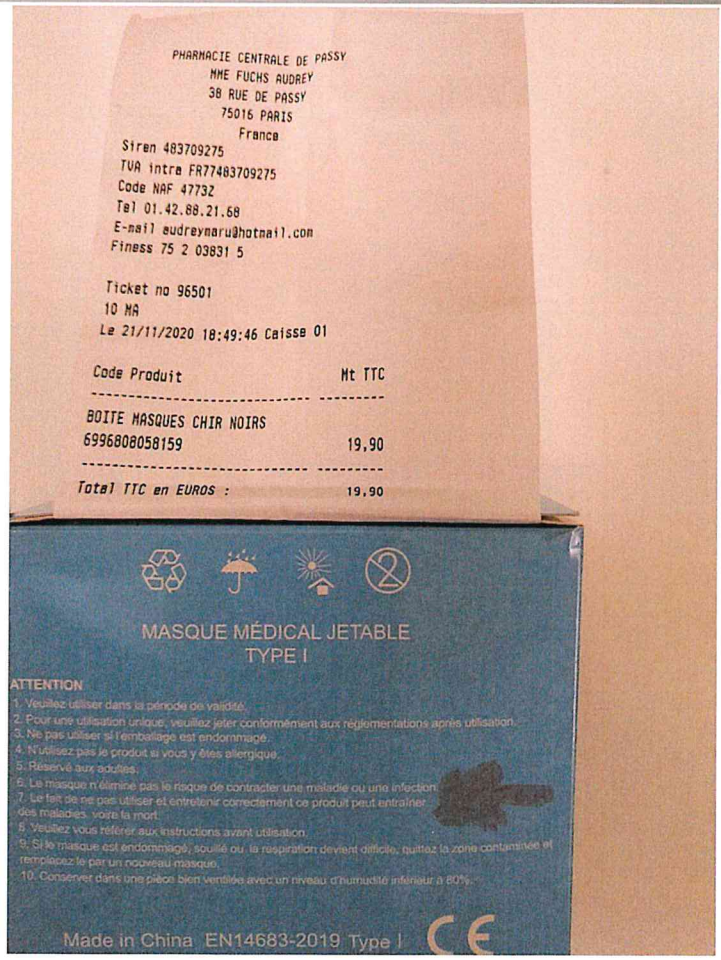 PHARMACIE CENTRALE DE PASSY
MME FUCHS AUDREY
38 RUE DE PASSY
75016 PARIS
France
Siren 483709275
TVA intra FR77483709275
Code NAF 4773Z
Tel 01.42.88.21.68
E-mail audreymaru@hotmail.com
Finess 75 2 03831 5
Ticket no 96501
10 MA
Le 21/11/2020 18:49:46 Caisse 01
Code Produit Mt TTC
BOITE MASQUES CHIR NOIRS
6996808058159 19,90
Total TTC en EUROS : 19,90
2
MASQUE MÉDICAL JETABLE
TYPE I
ATTENTION
1. Veuillez utiliser dans la période de validité.
2. Pour une utilisation unique, veuillez jeter conformément aux réglementations après utilisation.
3. Ne pas utiliser si l'emballage est endommagé.
4. N'utilisez pas le produit si vous y êtes allergique.
5. Réservé aux adultes.
6. Le masque n'élimine pas le risque de contracter une maladie ou une infection.
7. Le fait de ne pas utiliser et entretenir correctement ce produit peut entraîner
des maladies, voire la mort.
8. Veuillez vous référer aux instructions avant utilisation.
9. Si le masque est endommagé, souillé ou, la respiration devient difficile, quittez la zone contaminée et
remplacez le par un nouveau masque.
10. Conserver dans une pièce bien ventilée avec un niveau d'humudité inférieur à 80%.
Made in China EN14683-2019 Type I CE